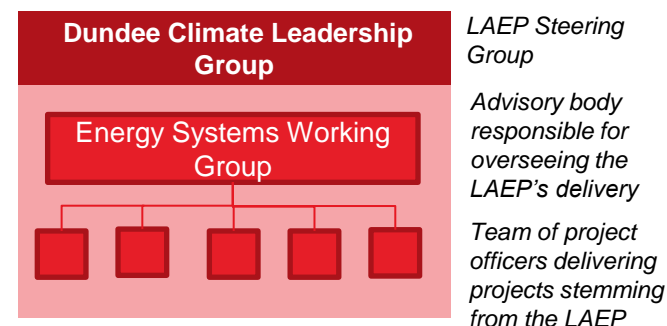 Dundee Climate Leadership
Group
LAEP Steering
Group
Energy Systems Working
Group
Advisory body
responsible for
overseeing the
LAEP's delivery
Team of project
officers delivering
projects stemming
from the LAEP